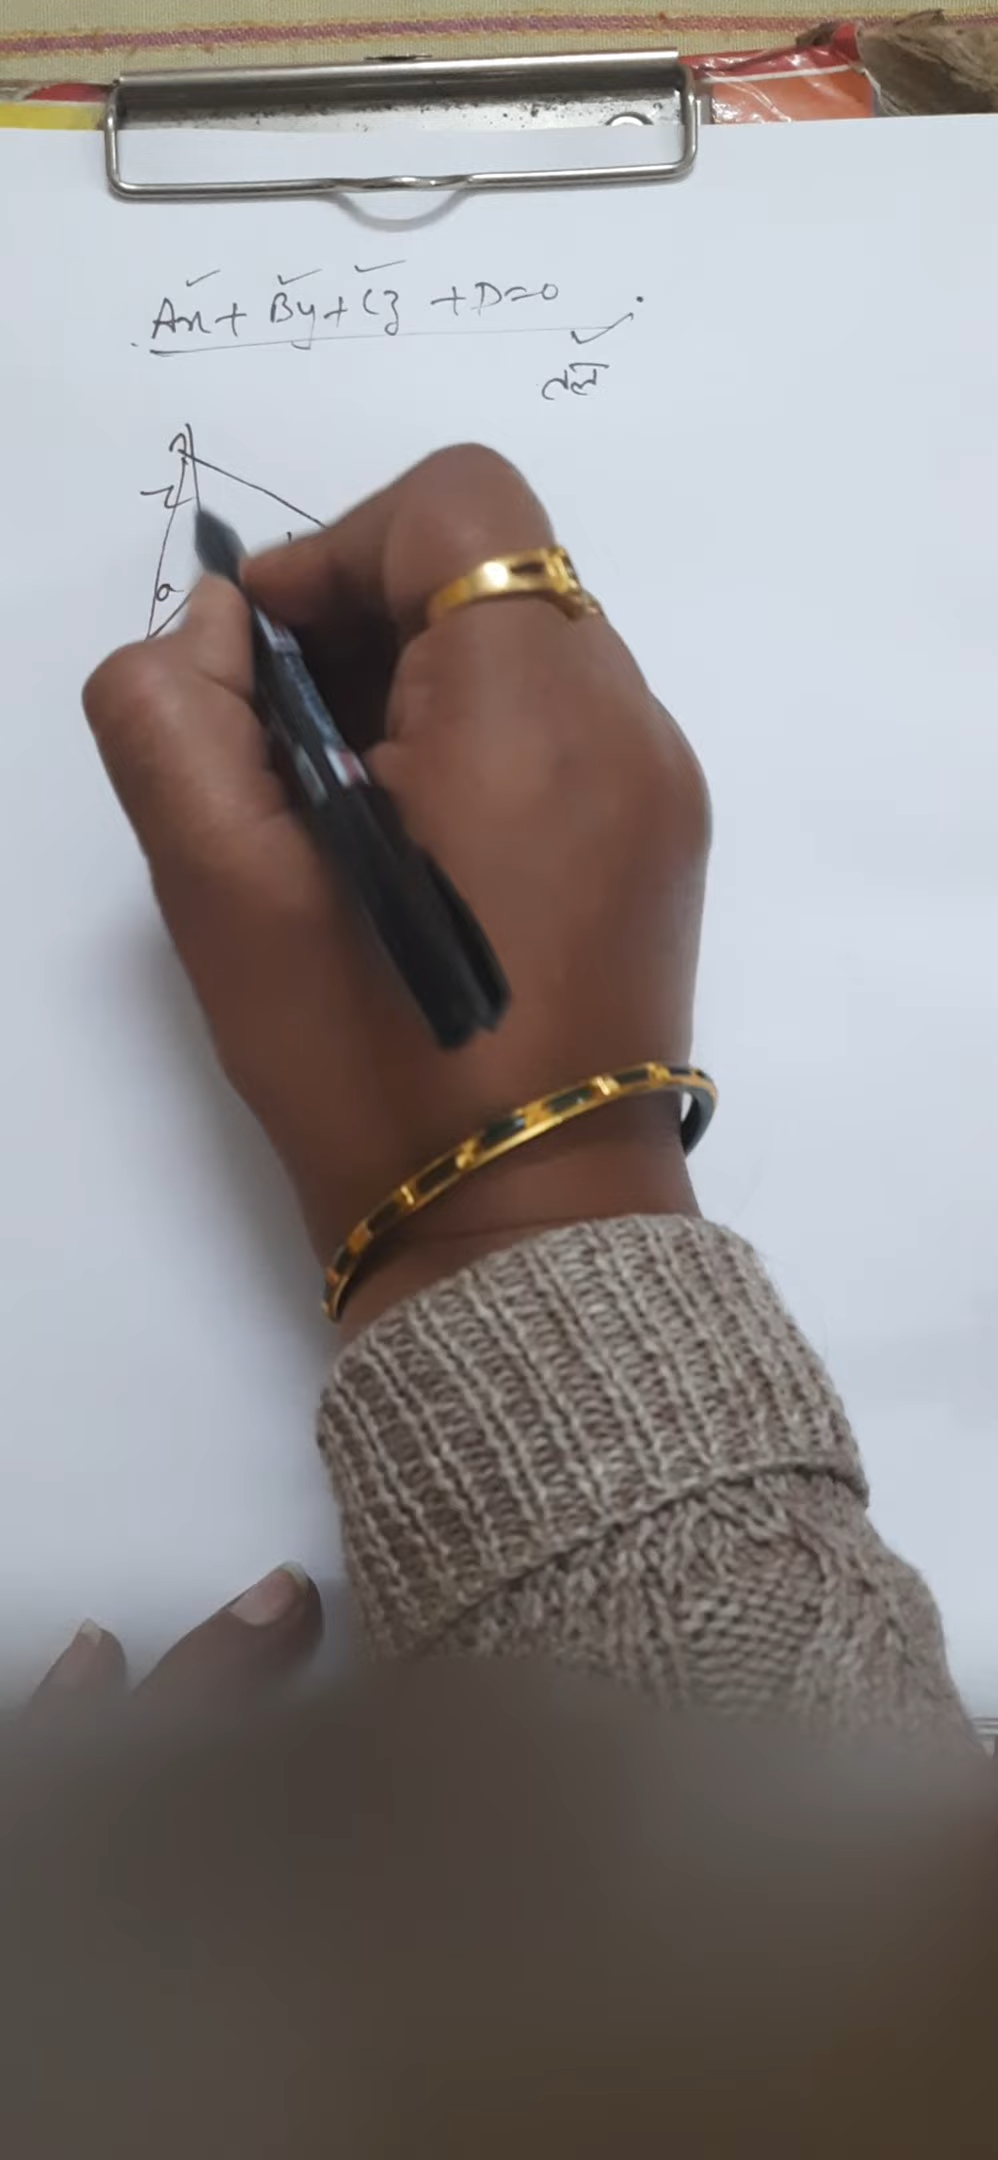 Ax + By + Cz + D = 0
तल
A
a